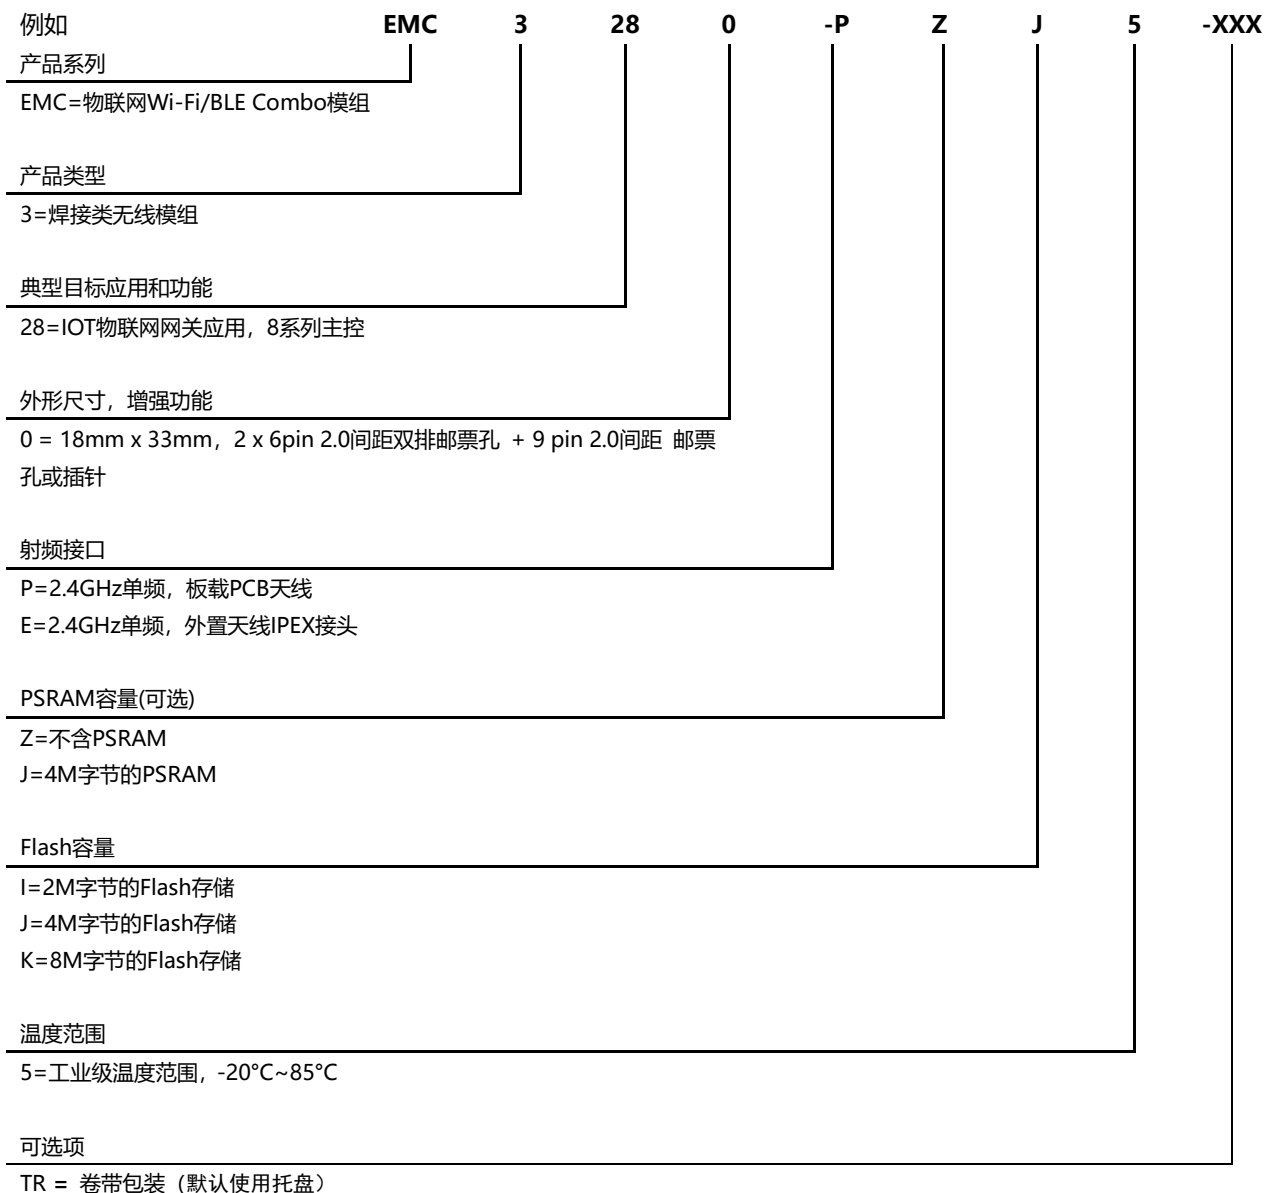 例如 EMC 3 28 0 -P Z J 5 -XXX
产品系列
EMC=物联网Wi-Fi/BLE Combo模组
产品类型
3=焊接类无线模组
典型目标应用和功能
28=IOT物联网网关应用，8系列主控
外形尺寸，增强功能
0 = 18mm x 33mm，2 x 6pin 2.0间距双排邮票孔 + 9 pin 2.0间距 邮票
孔或插针
射频接口
P=2.4GHz单频，板载PCB天线
E=2.4GHz单频，外置天线IPEX接头
PSRAM容量(可选)
Z=不含PSRAM
J=4M字节的PSRAM
Flash容量
I=2M字节的Flash存储
J=4M字节的Flash存储
K=8M字节的Flash存储
温度范围
5=工业级温度范围，-20°C~85°C
可选项
TR = 卷带包装（默认使用托盘）